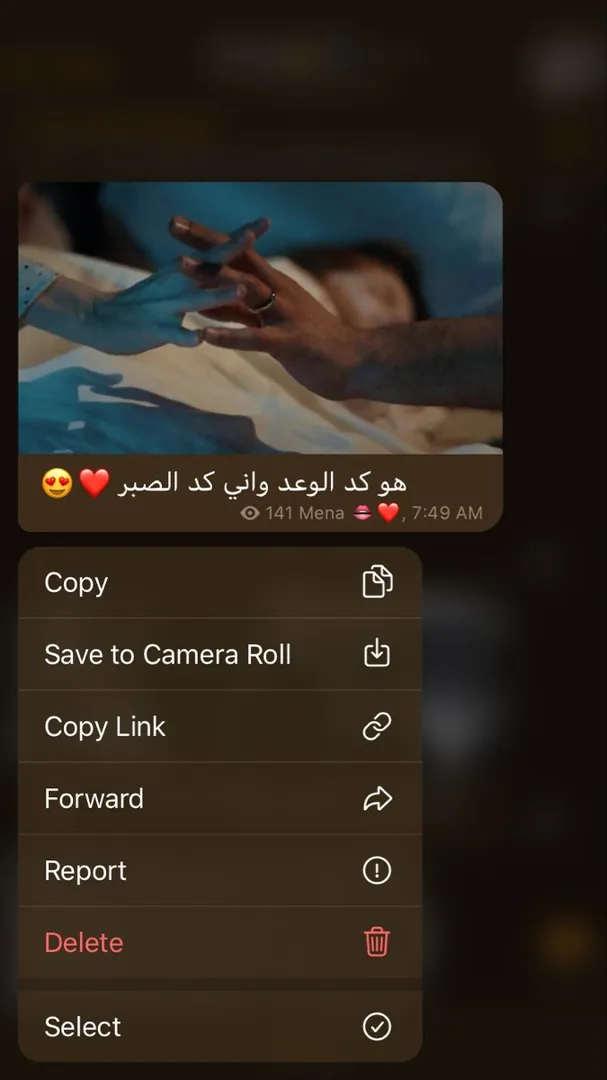 هو كد الوعد واني كد الصبر ❤️😍
141 Mena 👄❤️, 7:49 AM
Copy
Save to Camera Roll
Copy Link
Forward
Report
Delete
Select